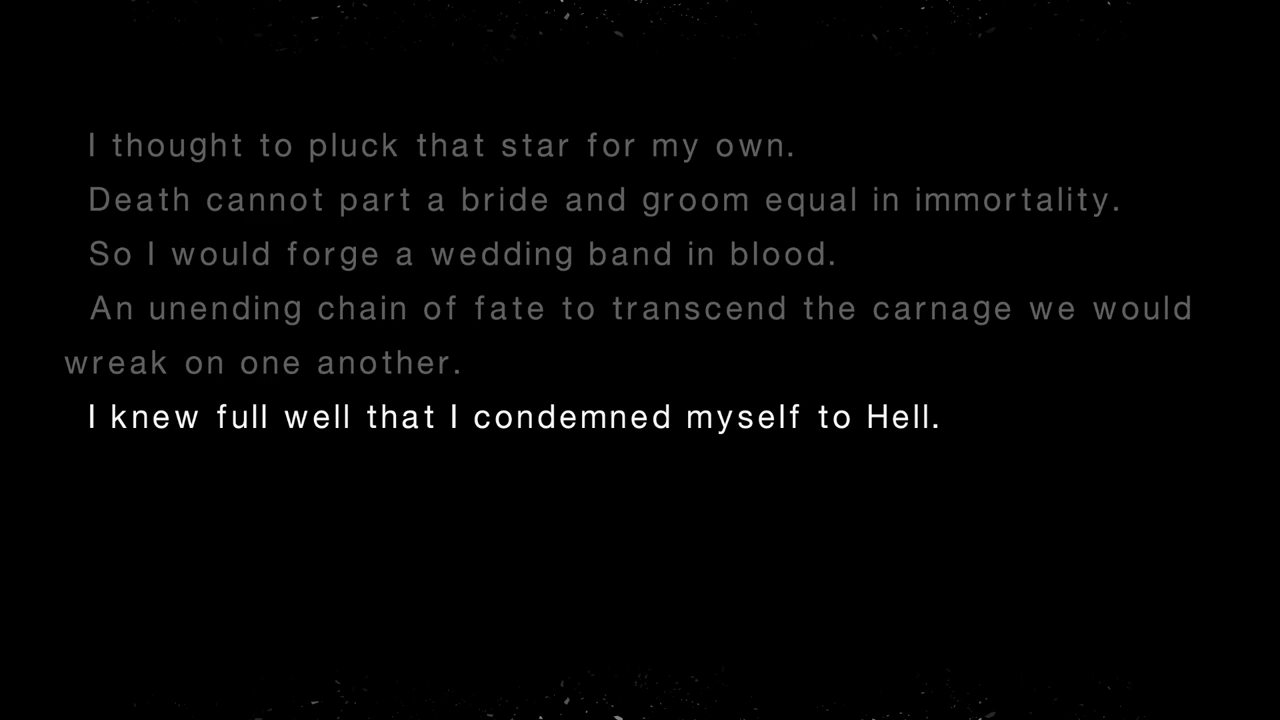 I thought to pluck that star for my own.
Death cannot part a bride and groom equal in immortality.
So I would forge a wedding band in blood.
An unending chain of fate to transcend the carnage we would
wreak on one another.
I knew full well that I condemned myself to Hell.